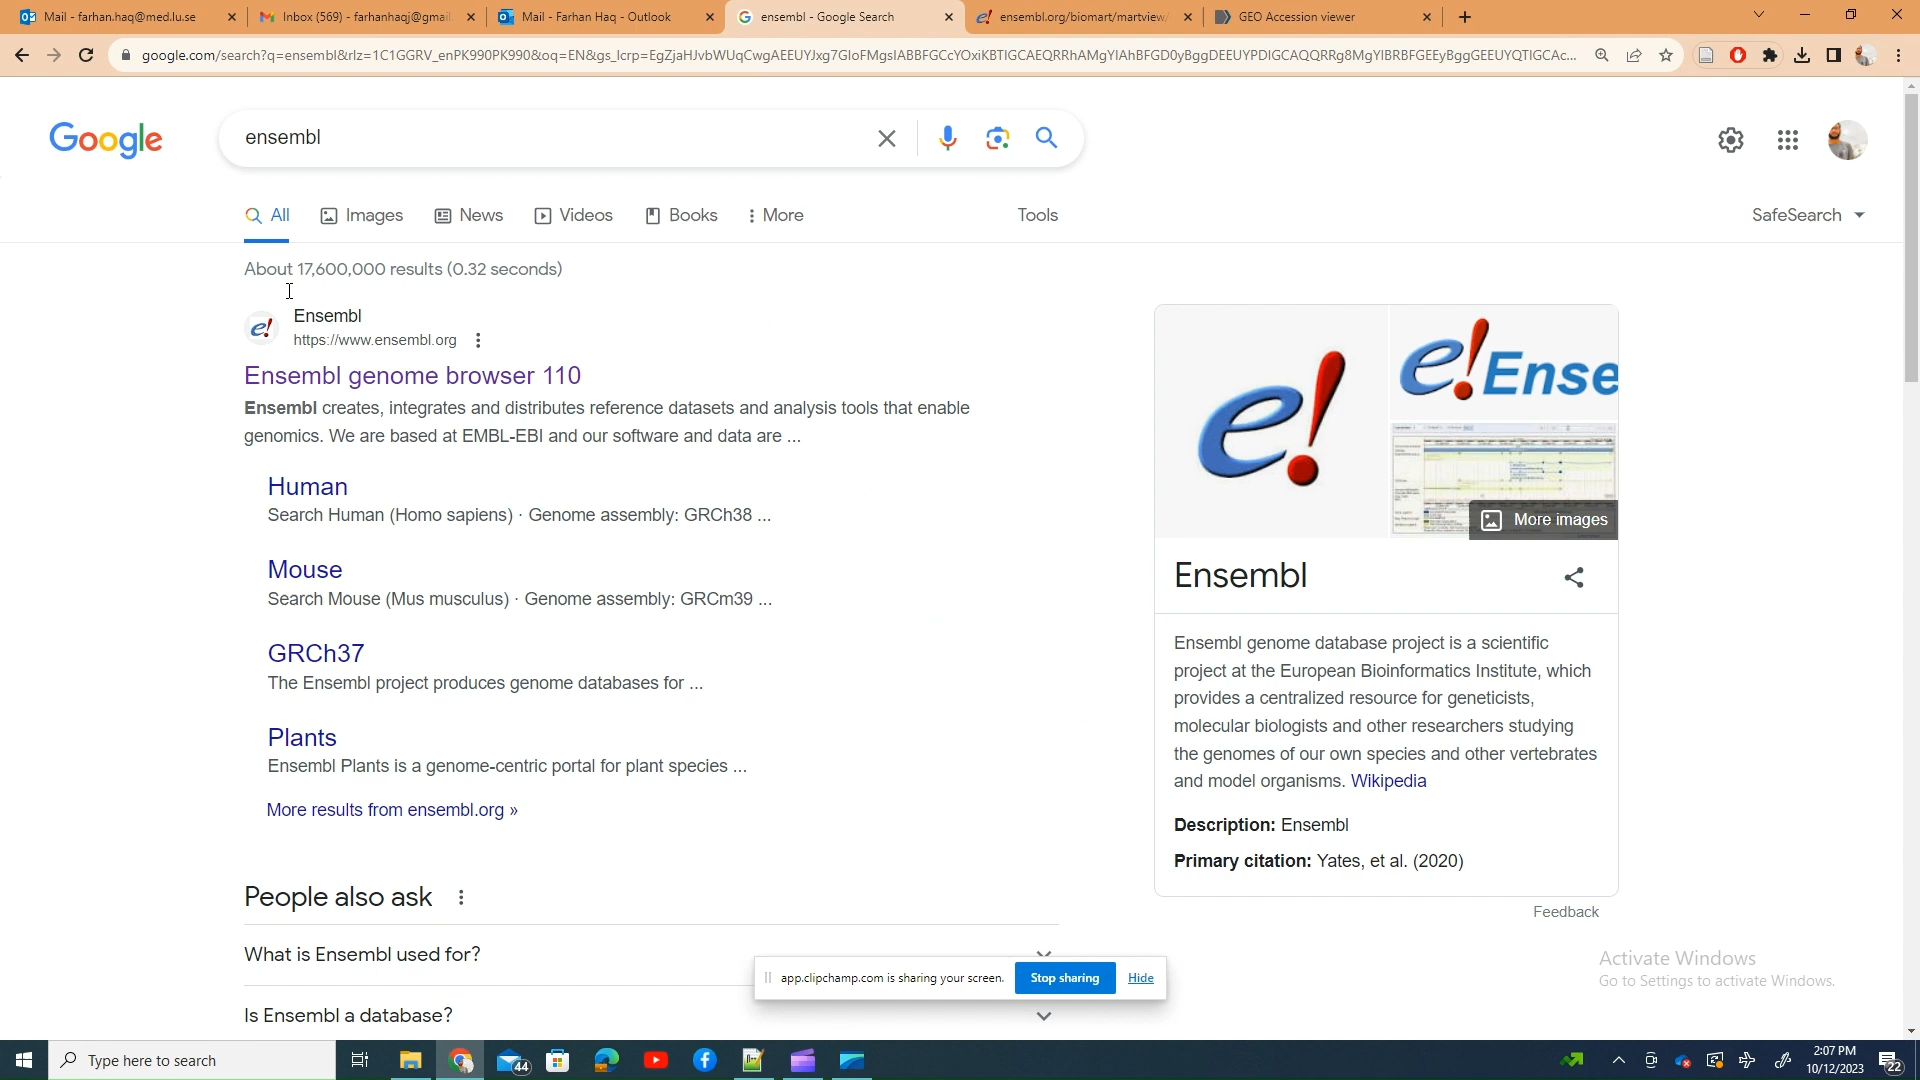 Mail - farhan.haq@med.lu.se
Inbox (569) - farhanhaqj@gmail
Mail - Farhan Haq - Outlook
ensembl - Google Search
ensembl.org/biomart/martview/
GEO Accession viewer
google.com/search?q=ensembl&rlz=1C1GGRV_enPK990PK990&oq=EN&gs_lcrp=
Google
ensembl
All
Images
News
Videos
Books
More
Tools
SafeSearch
About 17,600,000 results (0.32 seconds)
Ensembl
https://www.ensembl.org
Ensembl genome browser 110
Ensembl creates, integrates and distributes reference datasets and analysis tools that enable
genomics. We are based at EMBL-EBI and our software and data are ...
Human
Search Human (Homo sapiens) · Genome assembly: GRCh38 ...
Mouse
Search Mouse (Mus musculus) · Genome assembly: GRCm39 ...
GRCh37
The Ensembl project produces genome databases for ...
Plants
Ensembl Plants is a genome-centric portal for plant species ...
More results from ensembl.org »
People also ask
What is Ensembl used for?
Is Ensembl a database?
e!
e!
e!Ense
More images
Ensembl
Ensembl genome database project is a scientific
project at the European Bioinformatics Institute, which
provides a centralized resource for geneticists,
molecular biologists and other researchers studying
the genomes of our own species and other vertebrates
and model organisms. Wikipedia
Description: Ensembl
Primary citation: Yates, et al. (2020)
Feedback
Activate Windows
Go to Settings to activate Windows.
app.clipchamp.com is sharing your screen.
Stop sharing
Hide
Type here to search
44
2:07 PM
10/12/2023
22